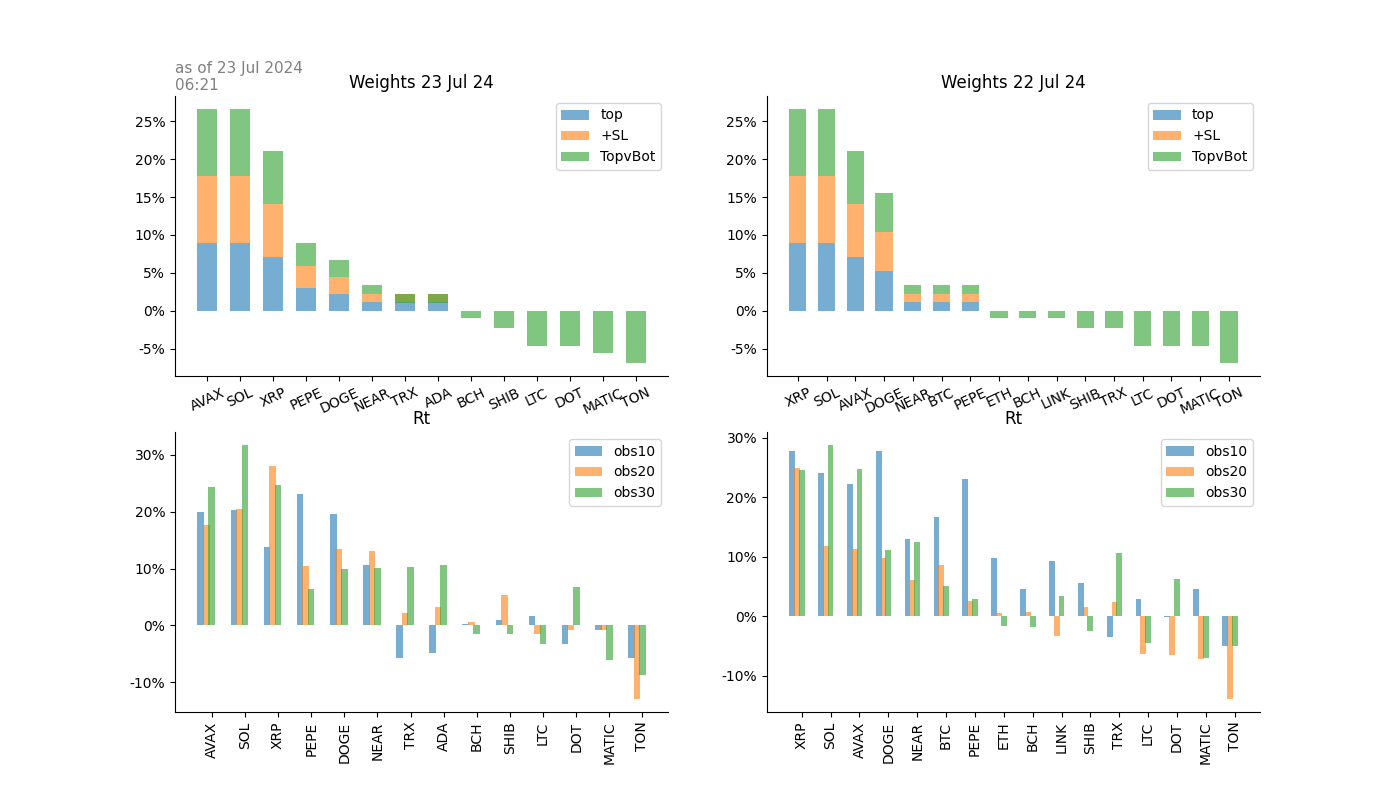 as of 23 Jul 2024
06:21
Weights 23 Jul 24
25%
20%
15%
10%
5%
0%
-5%
top
+SL
TopvBot
AVAX SOL XRP PEPE DOGE NEAR TRX ADA BCH SHIB LTC DOT MATIC TON
Weights 22 Jul 24
25%
20%
15%
10%
5%
0%
-5%
top
+SL
TopvBot
XRP SOL AVAX DOGE NEAR BTC PEPE ETH BCH LINK SHIB TRX LTC DOT MATIC TON
Rt
30%
20%
10%
0%
-10%
obs10
obs20
obs30
AVAX SOL XRP PEPE DOGE NEAR TRX ADA BCH SHIB LTC DOT MATIC TON
Rt
30%
20%
10%
0%
-10%
obs10
obs20
obs30
XRP SOL AVAX DOGE NEAR BTC PEPE ETH BCH LINK SHIB TRX LTC DOT MATIC TON